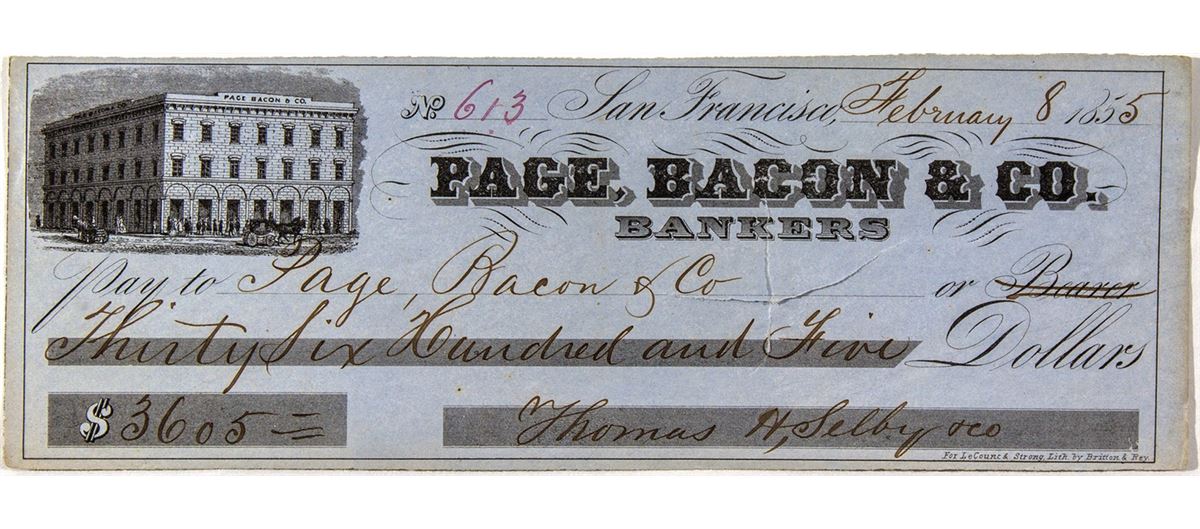 PAGE BACON & CO.
No 613 San Francisco, February 8 1855
PAGE, BACON & CO.
BANKERS
Pay to Page, Bacon & Co or Bearer
Thirty Six Hundred and Five Dollars
$ 3605 =
Thomas H, Selby & co
For LeCount & Strong, Lith. by Britton & Rey.